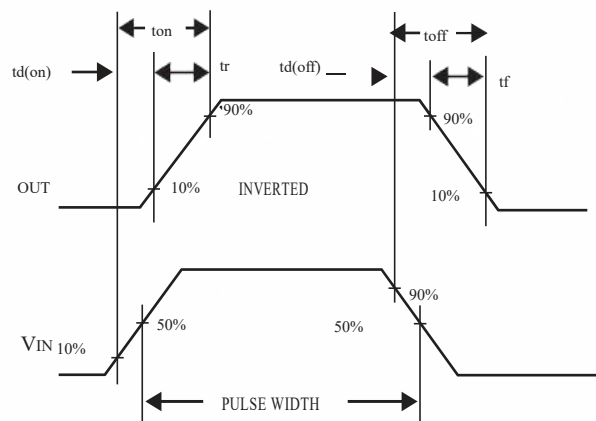 ton
toff
td(on)
tr
td(off)
tf
90%
90%
OUT
10%
INVERTED
10%
90%
50%
50%
VIN 10%
PULSE WIDTH